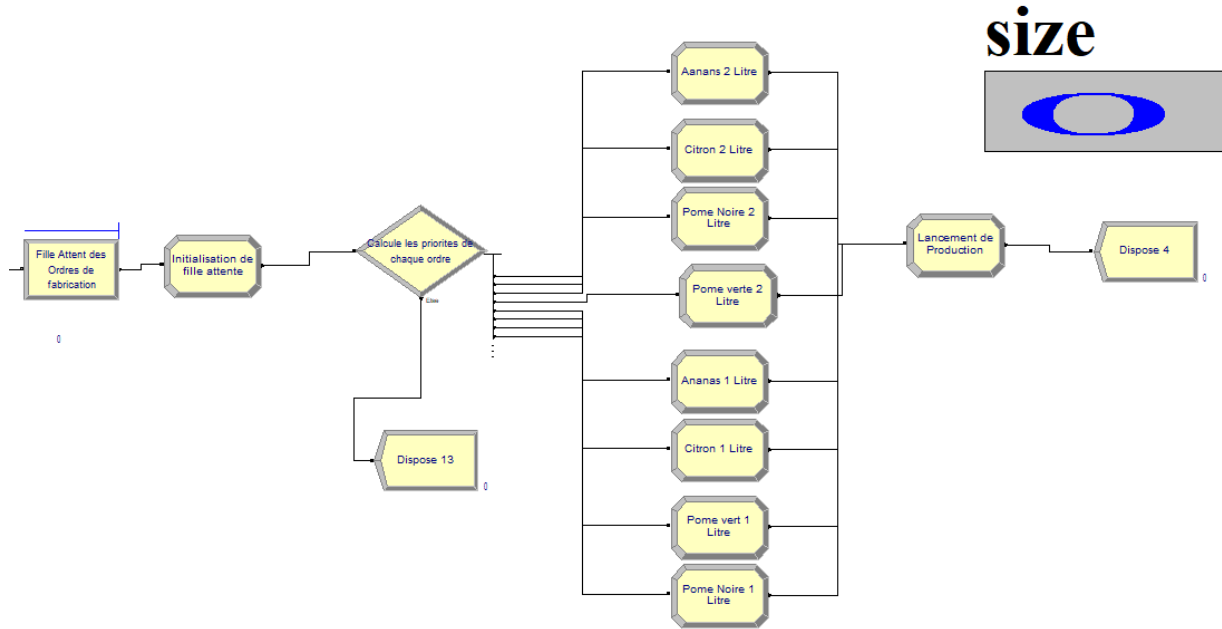 size
Aanans 2 Litre
Citron 2 Litre
Pome Noire 2
Litre
Fille Attent des
Ordres de
fabrication
0
Initialisation de
fille attente
Calcule les priorites de
chaque ordre
Else
Pome verte 2
Litre
Lancement de
Production
Dispose 4
0
Ananas 1 Litre
Dispose 13
0
Citron 1 Litre
Pome vert 1
Litre
Pome Noire 1
Litre